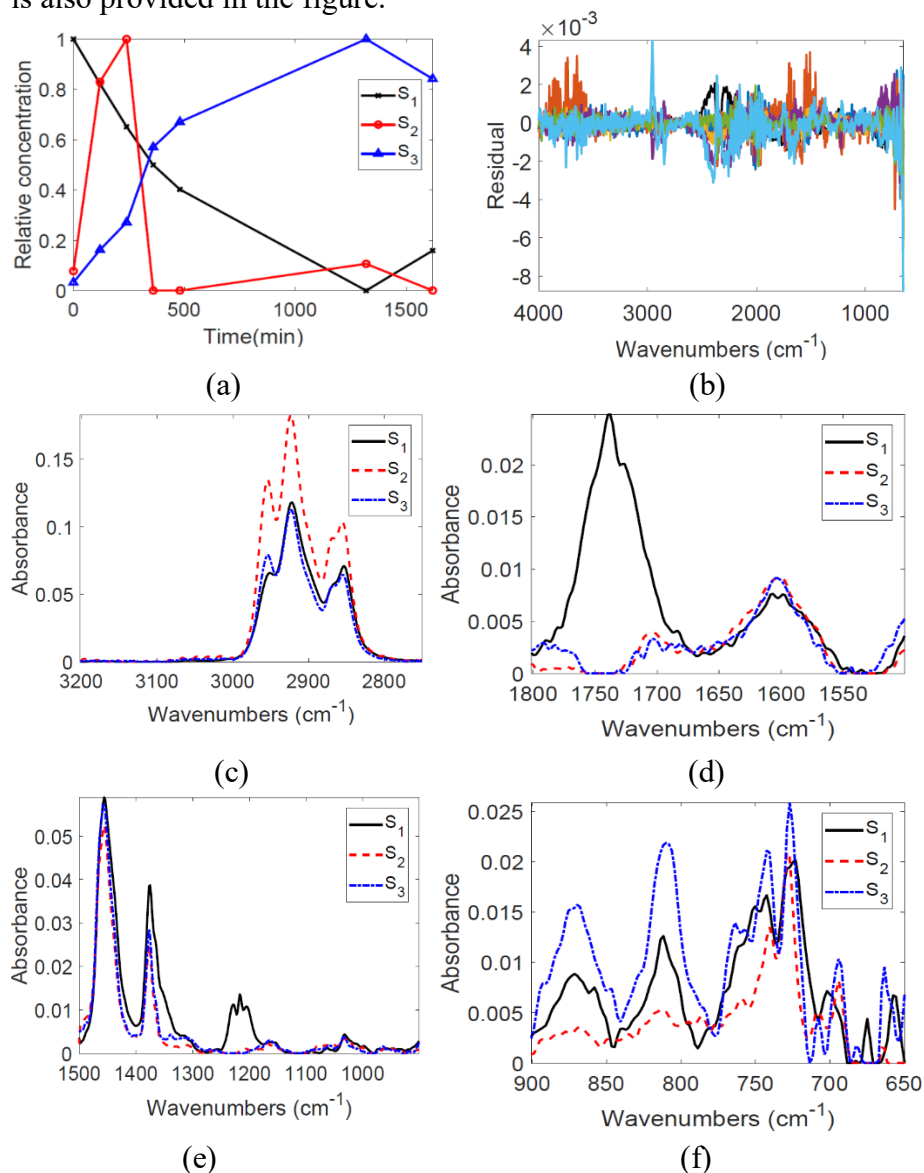 is also provided in the figure.
1
0.8
0.6
0.4
0.2
0
0 500 1000 1500
Relative concentration
Time(min)
S1
S2
S3
(a)
×10-3
4
2
0
-2
-4
-6
-8
4000 3000 2000 1000
Residual
Wavenumbers (cm-1)
(b)
0.15
0.1
0.05
0
3200 3100 3000 2900 2800
Absorbance
Wavenumbers (cm-1)
S1
S2
S3
(c)
0.02
0.015
0.01
0.005
0
1800 1750 1700 1650 1600 1550
Absorbance
Wavenumbers (cm-1)
S1
S2
S3
(d)
0.05
0.04
0.03
0.02
0.01
0
1500 1400 1300 1200 1100 1000
Absorbance
Wavenumbers (cm-1)
S1
S2
S3
(e)
0.025
0.02
0.015
0.01
0.005
0
900 850 800 750 700 650
Absorbance
Wavenumbers (cm-1)
S1
S2
S3
(f)